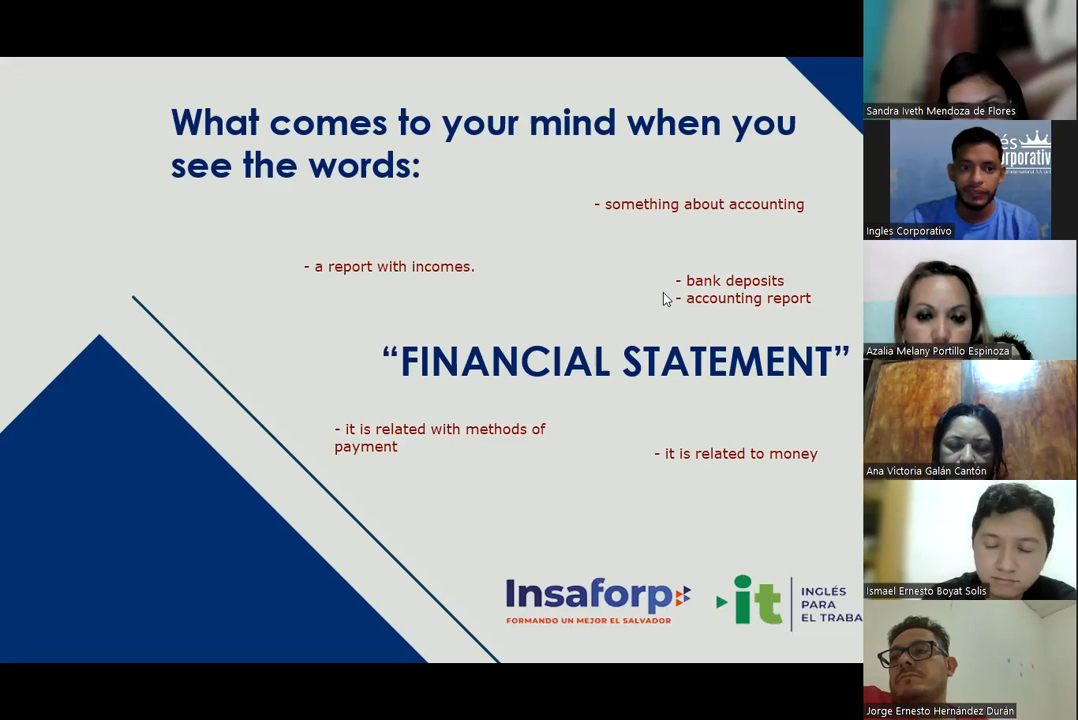 What comes to your mind when you
see the words:
- something about accounting
- a report with incomes.
- bank deposits
- accounting report
“FINANCIAL STATEMENT”
- it is related with methods of
payment
- it is related to money
Insaforp
FORMANDO UN MEJOR EL SALVADOR
it
INGLÉS
PARA
EL TRABA
Sandra Iveth Mendoza de Flores
Ingles Corporativo
Azalia Melany Portillo Espinoza
Ana Victoria Galán Cantón
Ismael Ernesto Boyat Solis
Jorge Ernesto Hernández Durán